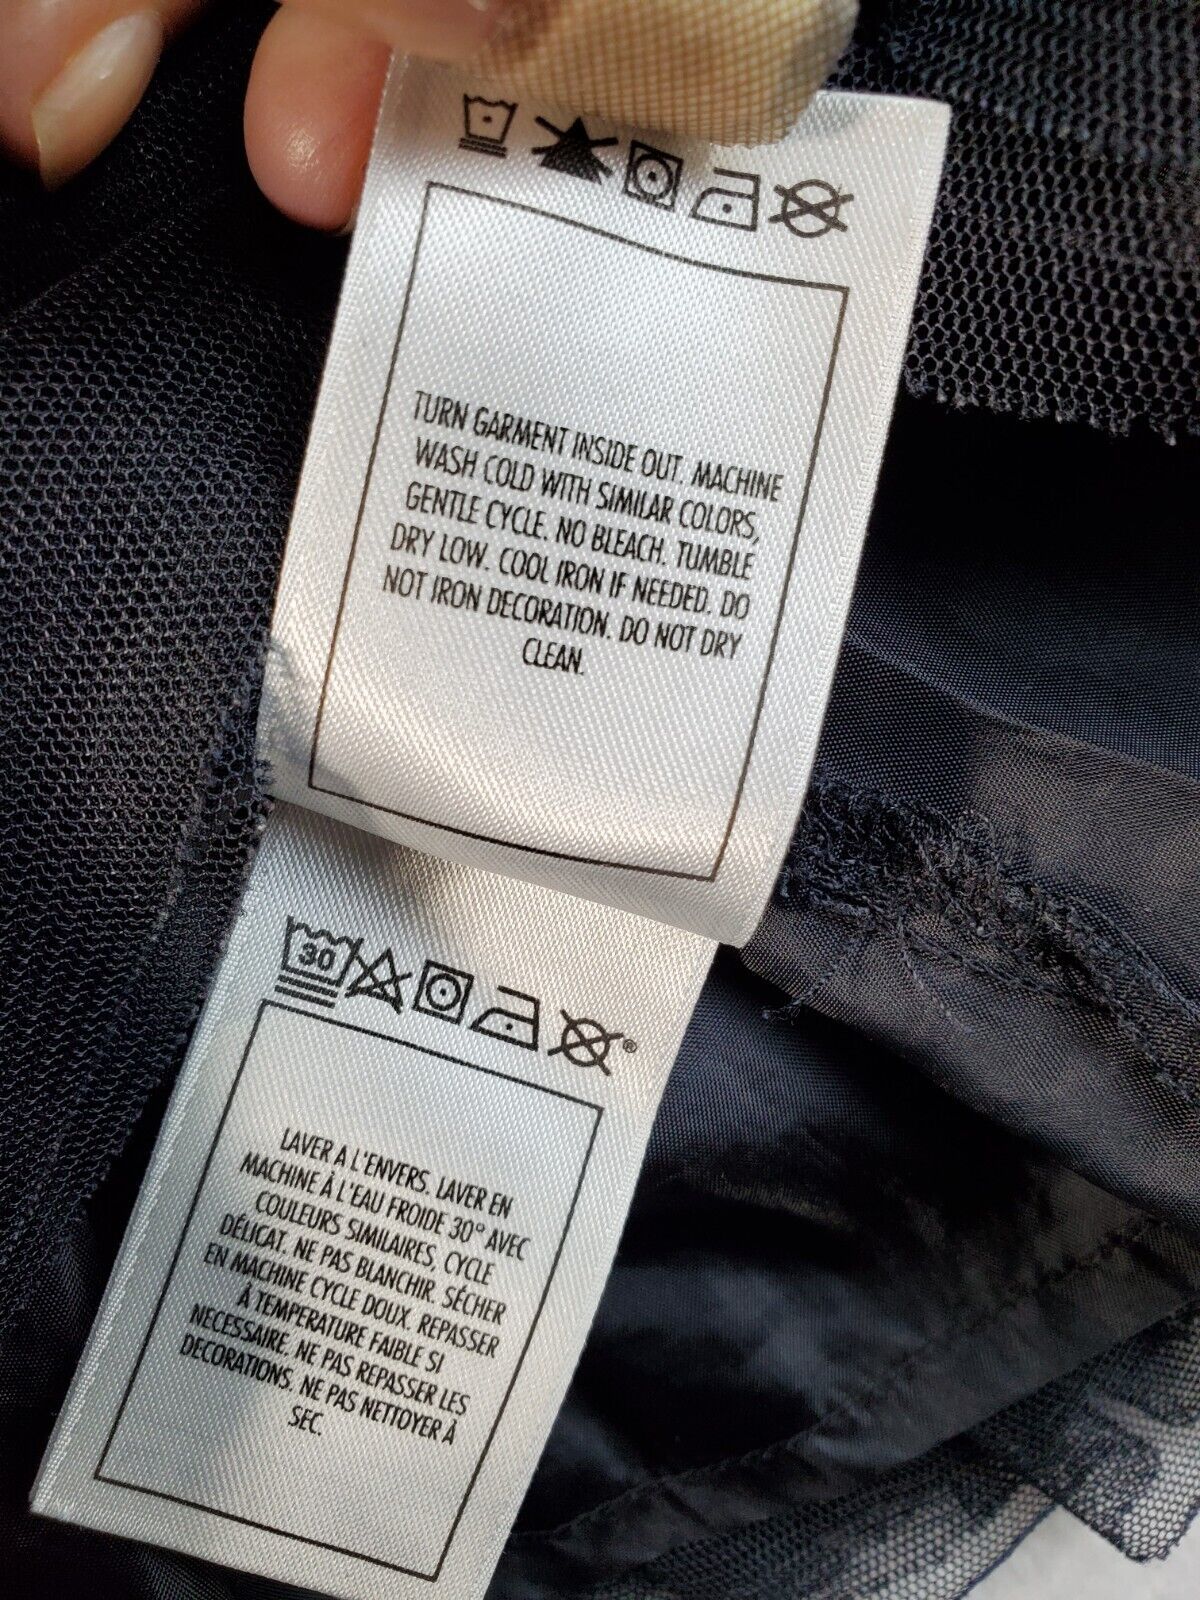 TURN GARMENT INSIDE OUT. MACHINE
WASH COLD WITH SIMILAR COLORS,
GENTLE CYCLE. NO BLEACH. TUMBLE
DRY LOW. COOL IRON IF NEEDED. DO
NOT IRON DECORATION. DO NOT DRY
CLEAN.
30
®
LAVER A L'ENVERS. LAVER EN
MACHINE À L'EAU FROIDE 30° AVEC
COULEURS SIMILAIRES, CYCLE
DÉLICAT. NE PAS BLANCHIR. SÉCHER
EN MACHINE CYCLE DOUX. REPASSER
À TEMPERATURE FAIBLE SI
NECESSAIRE. NE PAS REPASSER LES
DECORATIONS. NE PAS NETTOYER À
SEC.